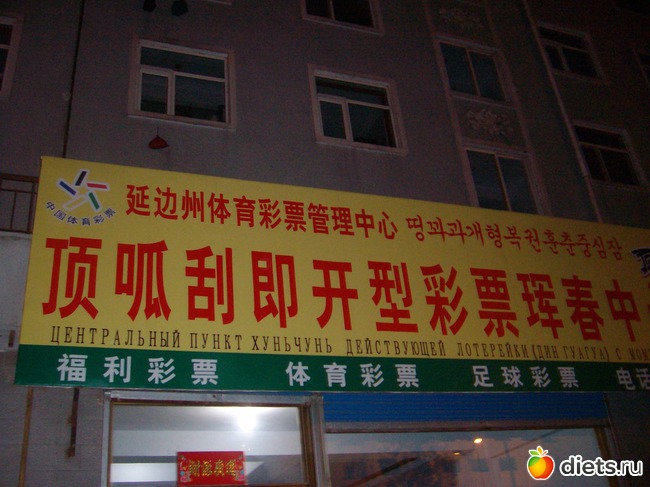 中国体育彩票
延边州体育彩票管理中心 띵꽈꽈개형복권훈춘중심잠
顶呱刮即开型彩票珲春中
ЦЕНТРАЛЬНЫЙ ПУНКТ ХУНЬЧУНЬ ДЕЙСТВУЮЩЕЙ ЛОТЕРЕЙКИ (ДИН ГУАГУА) С
福利彩票 体育彩票 足球彩票 电话
diets.ru